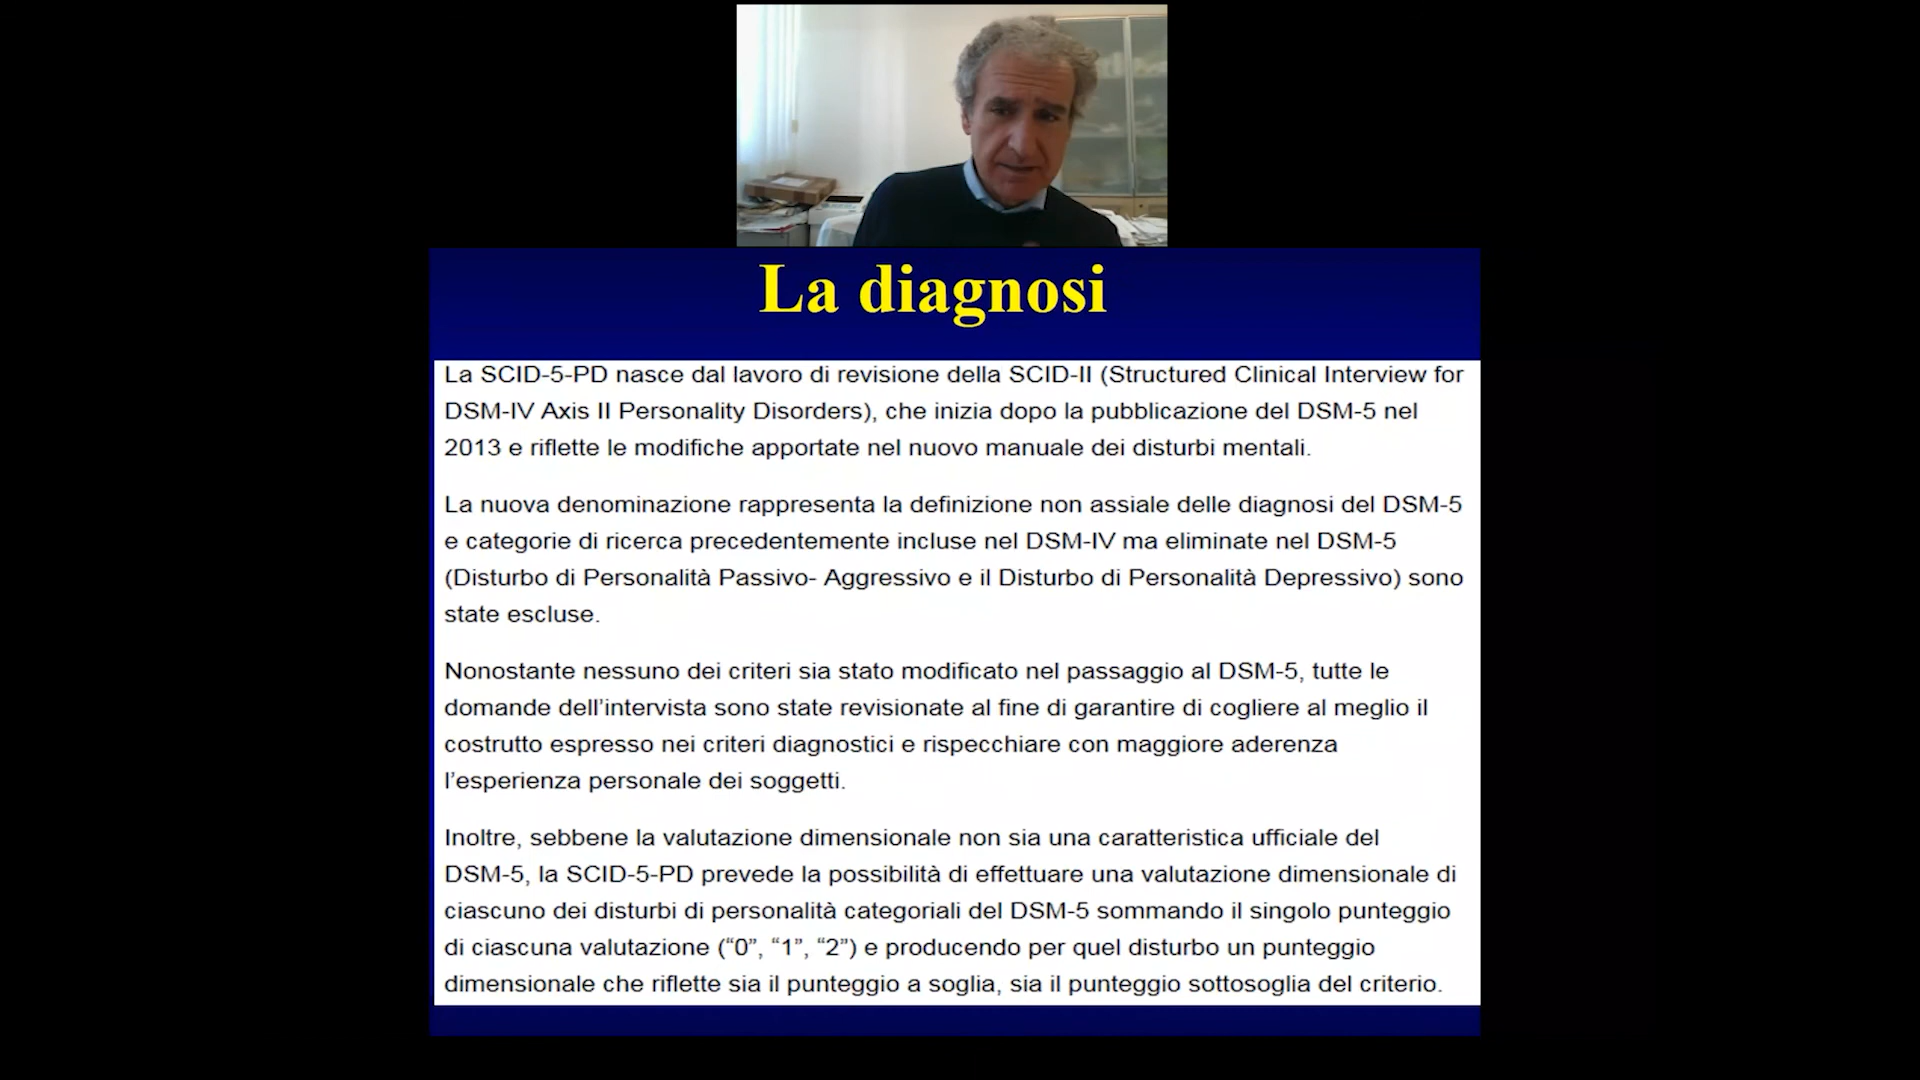 La diagnosi
La SCID-5-PD nasce dal lavoro di revisione della SCID-II (Structured Clinical Interview for
DSM-IV Axis II Personality Disorders), che inizia dopo la pubblicazione del DSM-5 nel
2013 e riflette le modifiche apportate nel nuovo manuale dei disturbi mentali.
La nuova denominazione rappresenta la definizione non assiale delle diagnosi del DSM-5
e categorie di ricerca precedentemente incluse nel DSM-IV ma eliminate nel DSM-5
(Disturbo di Personalità Passivo- Aggressivo e il Disturbo di Personalità Depressivo) sono
state escluse.
Nonostante nessuno dei criteri sia stato modificato nel passaggio al DSM-5, tutte le
domande dell’intervista sono state revisionate al fine di garantire di cogliere al meglio il
costrutto espresso nei criteri diagnostici e rispecchiare con maggiore aderenza
l’esperienza personale dei soggetti.
Inoltre, sebbene la valutazione dimensionale non sia una caratteristica ufficiale del
DSM-5, la SCID-5-PD prevede la possibilità di effettuare una valutazione dimensionale di
ciascuno dei disturbi di personalità categoriali del DSM-5 sommando il singolo punteggio
di ciascuna valutazione (“0”, “1”, “2”) e producendo per quel disturbo un punteggio
dimensionale che riflette sia il punteggio a soglia, sia il punteggio sottosoglia del criterio.